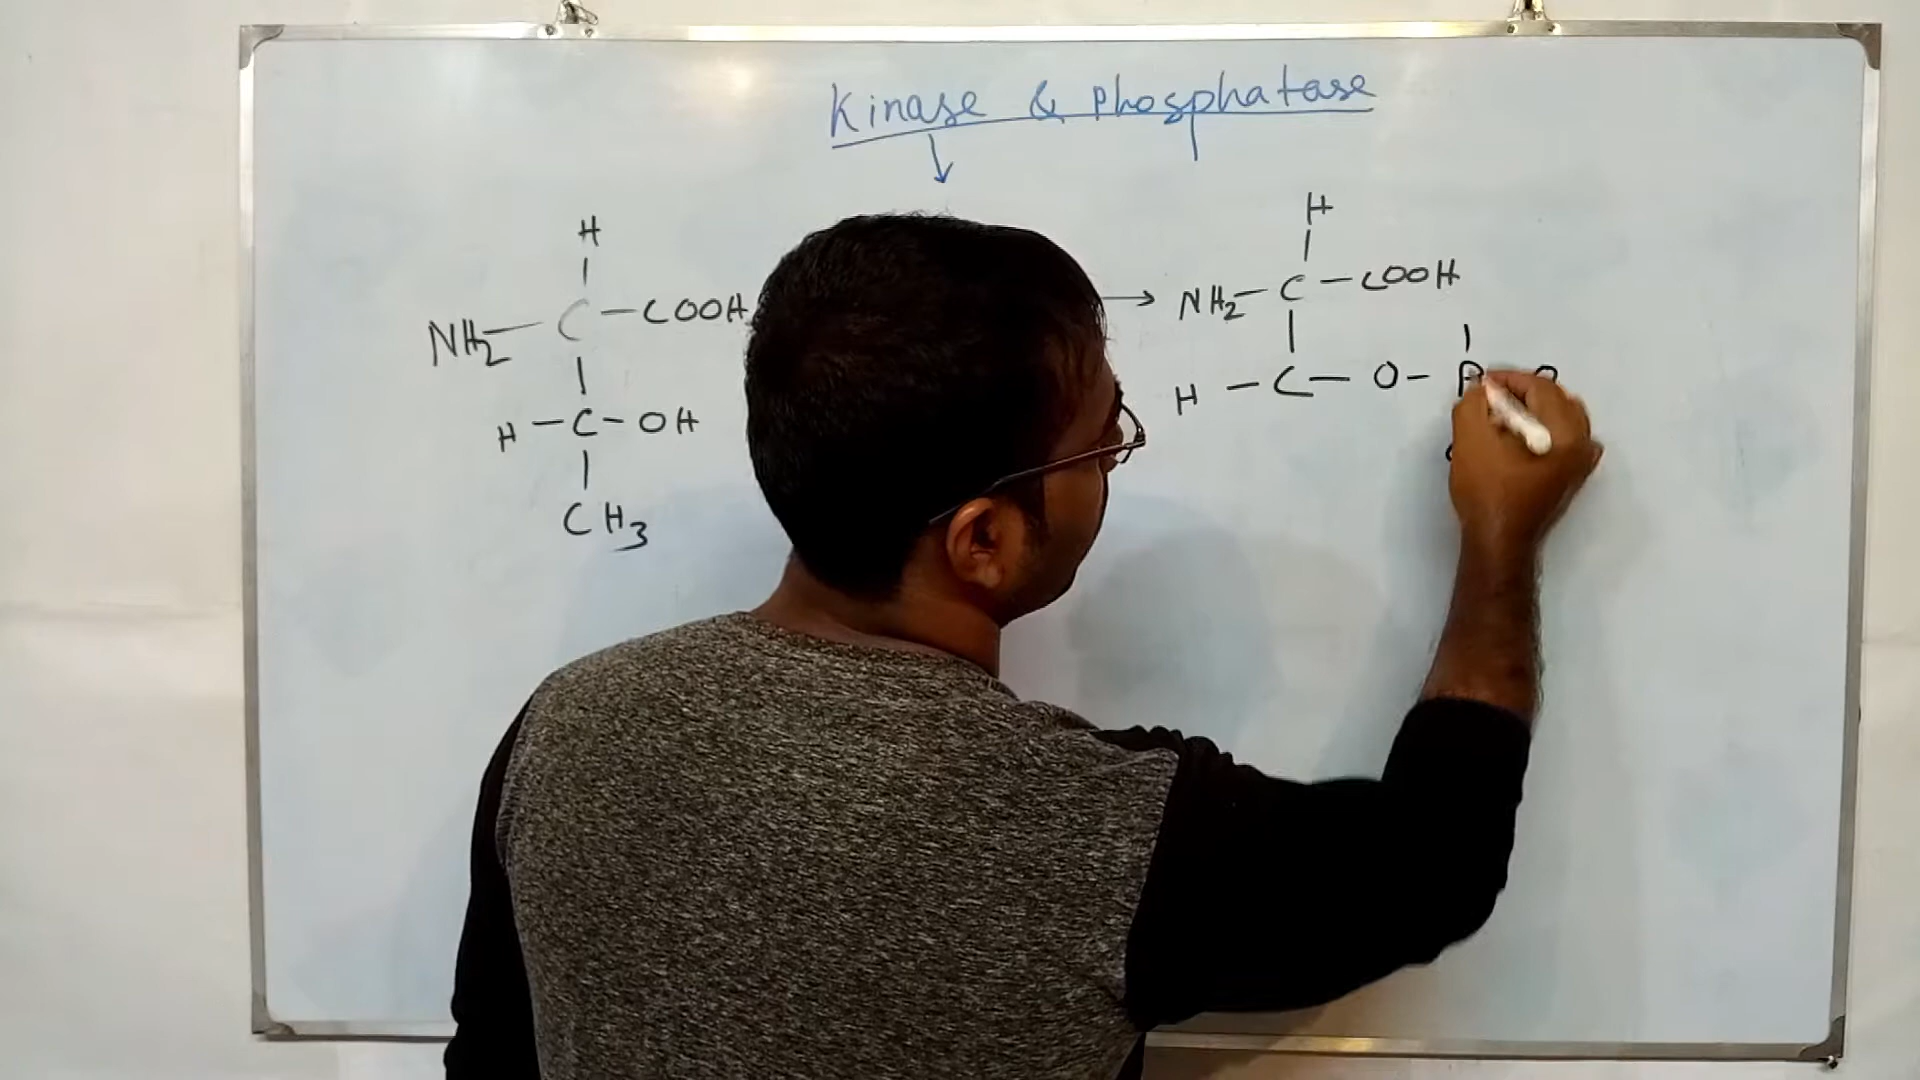 Kinase & Phosphatase
H
NH2 - C - COOH
H - C - OH
CH3
H
NH2 - C - COOH
H - C - O - P